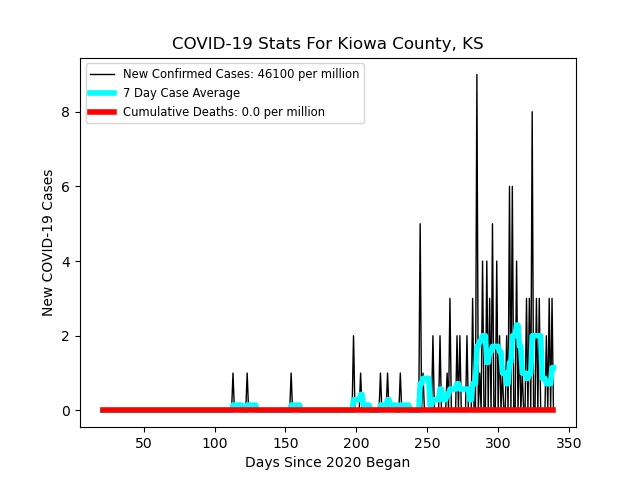 COVID-19 Stats For Kiowa County, KS
New Confirmed Cases: 46100 per million
7 Day Case Average
Cumulative Deaths: 0.0 per million
New COVID-19 Cases
8
6
4
2
0
50 100 150 200 250 300 350
Days Since 2020 Began